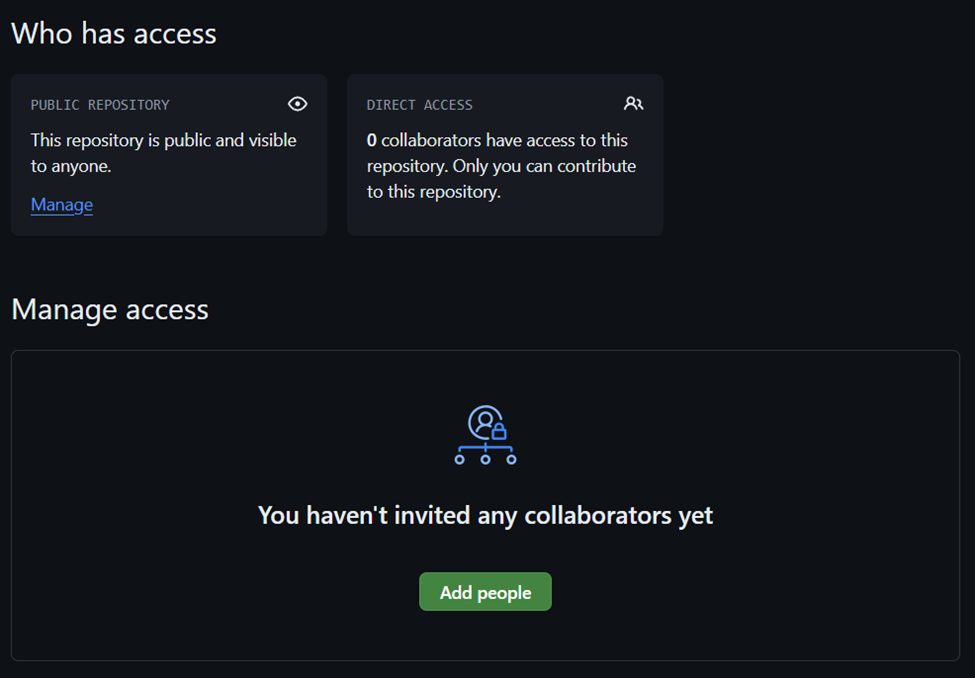 Who has access
PUBLIC REPOSITORY
This repository is public and visible
to anyone.
Manage
DIRECT ACCESS
0 collaborators have access to this
repository. Only you can contribute
to this repository.
Manage access
You haven't invited any collaborators yet
Add people